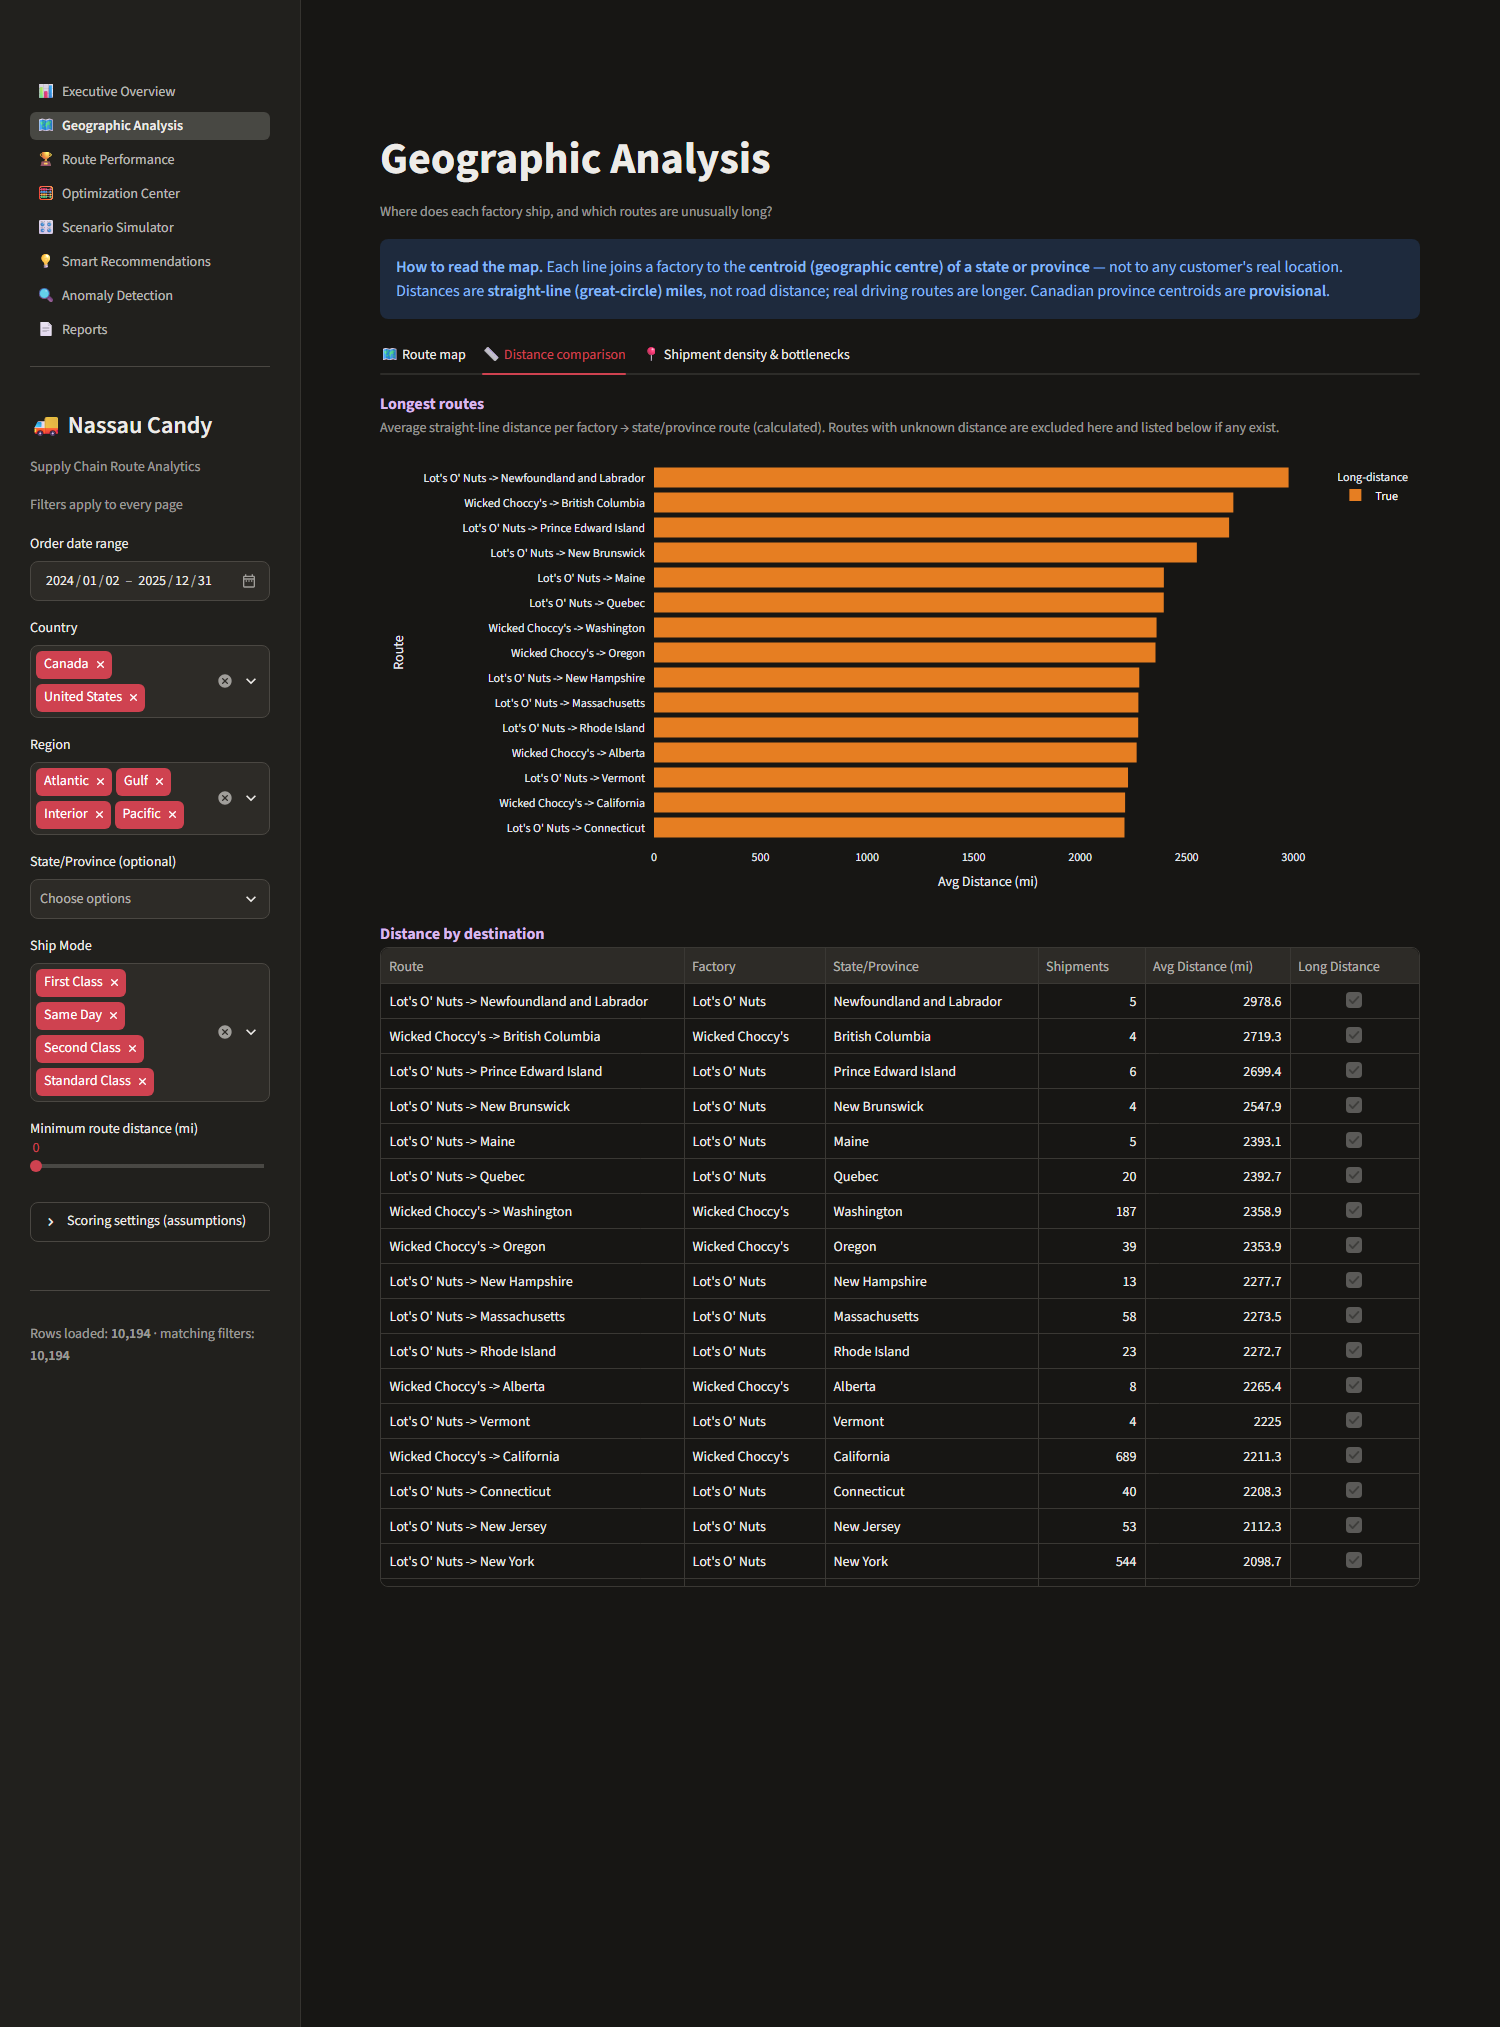 Executive Overview
Geographic Analysis
Route Performance
Optimization Center
Scenario Simulator
Smart Recommendations
Anomaly Detection
Reports
Nassau Candy
Supply Chain Route Analytics
Filters apply to every page
Order date range
2024/01/02 – 2025/12/31
Country
Canada
United States
Region
Atlantic Gulf
Interior Pacific
State/Province (optional)
Choose options
Ship Mode
First Class
Same Day
Second Class
Standard Class
Minimum route distance (mi)
0
Scoring settings (assumptions)
Rows loaded: 10,194 · matching filters:
10,194
Geographic Analysis
Where does each factory ship, and which routes are unusually long?
How to read the map. Each line joins a factory to the centroid (geographic centre) of a state or province — not to any customer's real location.
Distances are straight-line (great-circle) miles, not road distance; real driving routes are longer. Canadian province centroids are provisional.
Route map Distance comparison Shipment density & bottlenecks
Longest routes
Average straight-line distance per factory → state/province route (calculated). Routes with unknown distance are excluded here and listed below if any exist.
Route
Lot's O' Nuts -> Newfoundland and Labrador
Wicked Choccy's -> British Columbia
Lot's O' Nuts -> Prince Edward Island
Lot's O' Nuts -> New Brunswick
Lot's O' Nuts -> Maine
Lot's O' Nuts -> Quebec
Wicked Choccy's -> Washington
Wicked Choccy's -> Oregon
Lot's O' Nuts -> New Hampshire
Lot's O' Nuts -> Massachusetts
Lot's O' Nuts -> Rhode Island
Wicked Choccy's -> Alberta
Lot's O' Nuts -> Vermont
Wicked Choccy's -> California
Lot's O' Nuts -> Connecticut
0 500 1000 1500 2000 2500 3000
Avg Distance (mi)
Long-distance
True
Distance by destination
Route Factory State/Province Shipments Avg Distance (mi) Long Distance
Lot's O' Nuts -> Newfoundland and Labrador Lot's O' Nuts Newfoundland and Labrador 5 2978.6
Wicked Choccy's -> British Columbia Wicked Choccy's British Columbia 4 2719.3
Lot's O' Nuts -> Prince Edward Island Lot's O' Nuts Prince Edward Island 6 2699.4
Lot's O' Nuts -> New Brunswick Lot's O' Nuts New Brunswick 4 2547.9
Lot's O' Nuts -> Maine Lot's O' Nuts Maine 5 2393.1
Lot's O' Nuts -> Quebec Lot's O' Nuts Quebec 20 2392.7
Wicked Choccy's -> Washington Wicked Choccy's Washington 187 2358.9
Wicked Choccy's -> Oregon Wicked Choccy's Oregon 39 2353.9
Lot's O' Nuts -> New Hampshire Lot's O' Nuts New Hampshire 13 2277.7
Lot's O' Nuts -> Massachusetts Lot's O' Nuts Massachusetts 58 2273.5
Lot's O' Nuts -> Rhode Island Lot's O' Nuts Rhode Island 23 2272.7
Wicked Choccy's -> Alberta Wicked Choccy's Alberta 8 2265.4
Lot's O' Nuts -> Vermont Lot's O' Nuts Vermont 4 2225
Wicked Choccy's -> California Wicked Choccy's California 689 2211.3
Lot's O' Nuts -> Connecticut Lot's O' Nuts Connecticut 40 2208.3
Lot's O' Nuts -> New Jersey Lot's O' Nuts New Jersey 53 2112.3
Lot's O' Nuts -> New York Lot's O' Nuts New York 544 2098.7